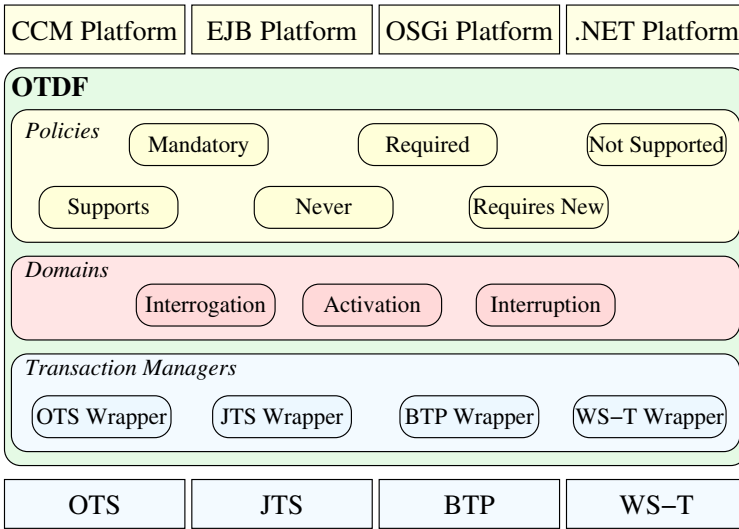 CCM Platform EJB Platform OSGi Platform .NET Platform
OTDF
Policies
Mandatory Required Not Supported
Supports Never Requires New
Domains
Interrogation Activation Interruption
Transaction Managers
OTS Wrapper JTS Wrapper BTP Wrapper WS−T Wrapper
OTS JTS BTP WS−T